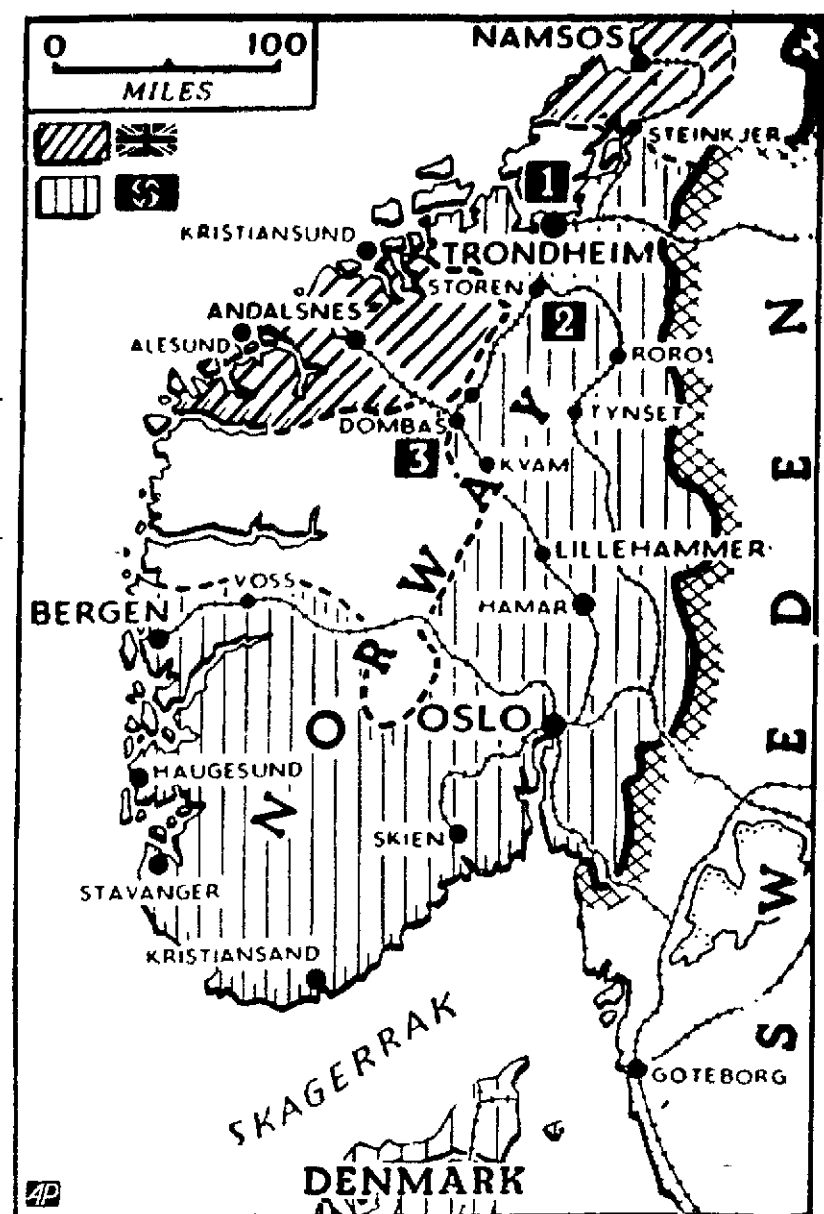 0 100
MILES
NAMSOS
STEINKJER
1
KRISTIANSUND
TRONDHEIM
STOREN
ANDALSNES
2
ALESUND
ROROS
DOMBAS
TYNSET
3
KVAM
LILLEHAMMER
VOSS
BERGEN
HAMAR
OSLO
HAUGESUND
SKIEN
STAVANGER
KRISTIANSAND
NORWAY
SWEDEN
SKAGERRAK
GOTEBORG
DENMARK
AP